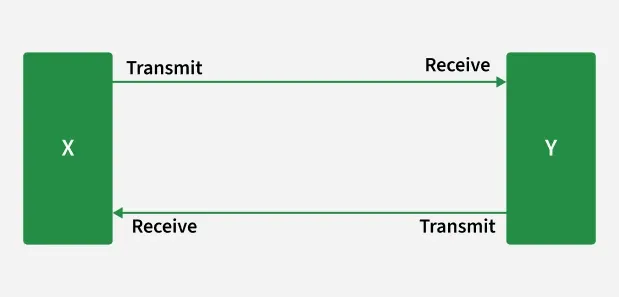 Transmit
Receive
X
Y
Receive
Transmit